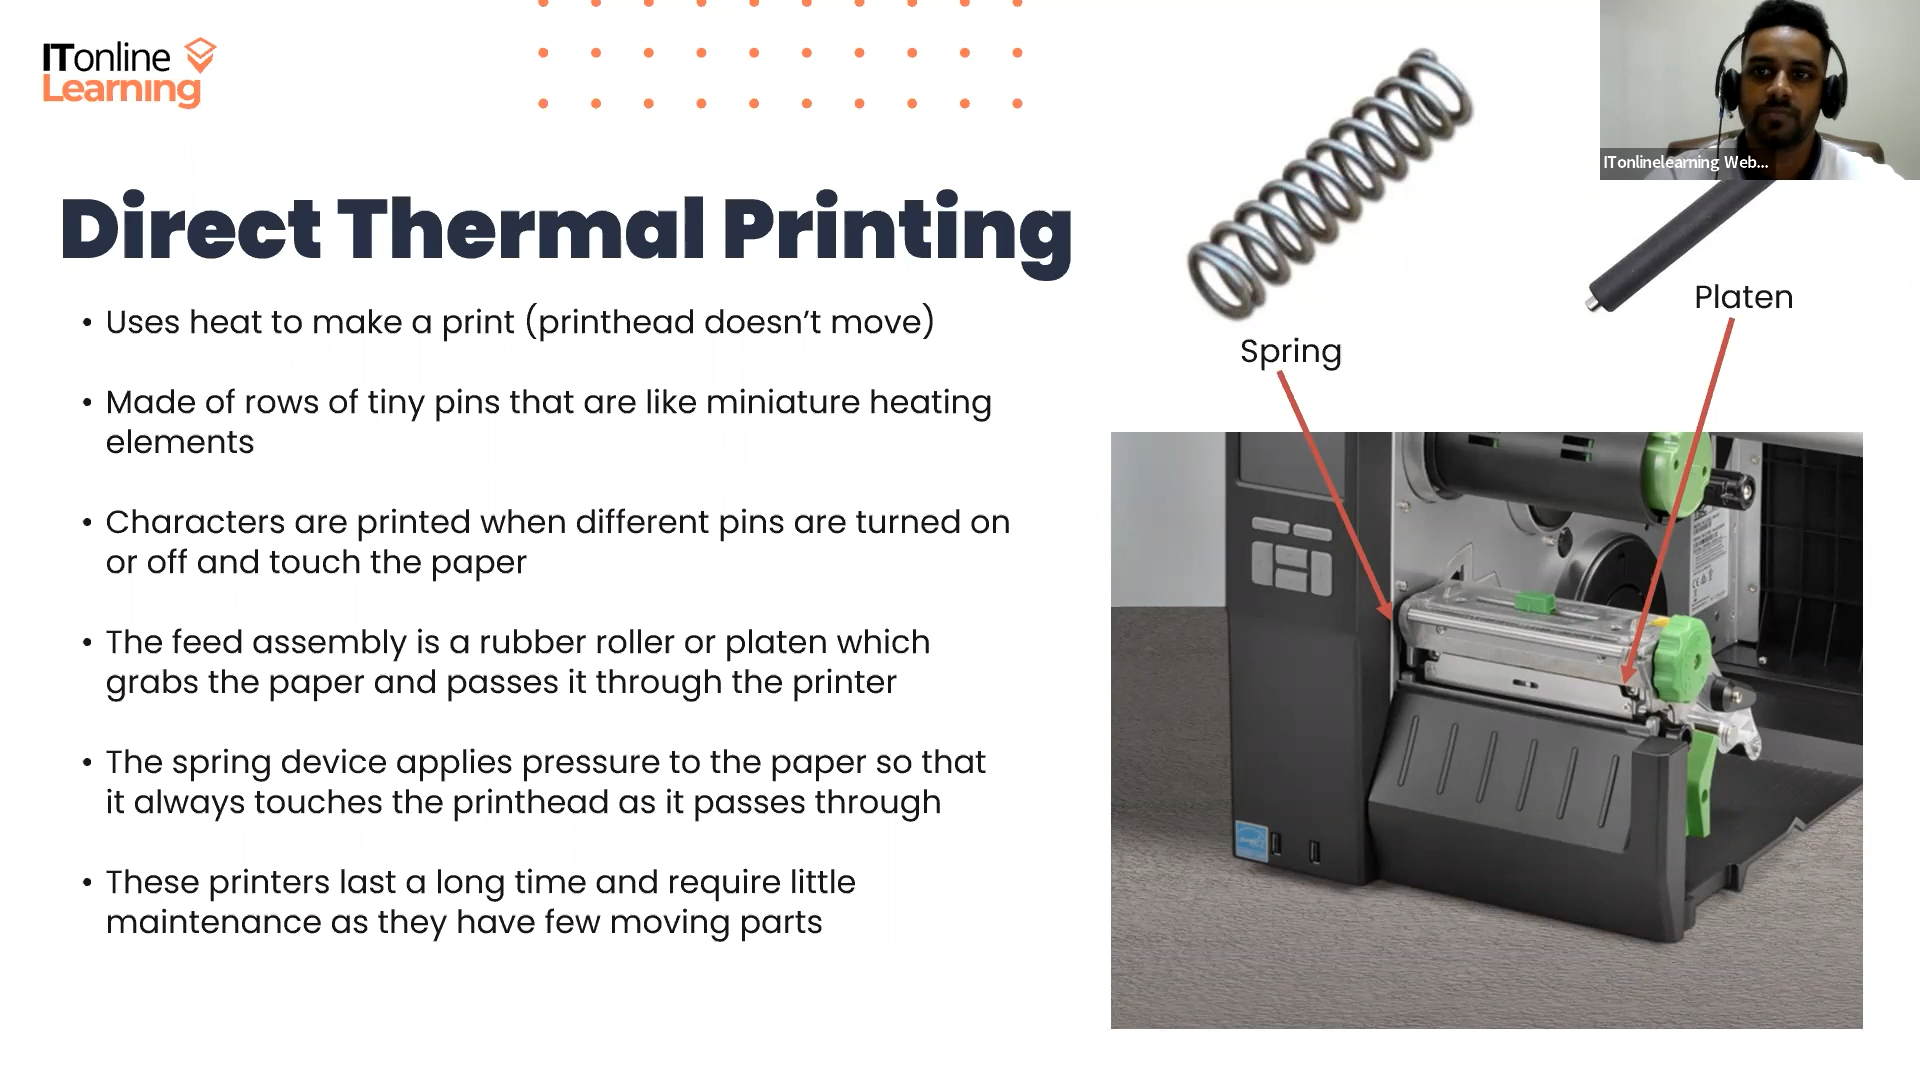 ITonline
Learning
ITonlinelearning Web...
Direct Thermal Printing
Platen
Spring
• Uses heat to make a print (printhead doesn’t move)
• Made of rows of tiny pins that are like miniature heating
elements
• Characters are printed when different pins are turned on
or off and touch the paper
• The feed assembly is a rubber roller or platen which
grabs the paper and passes it through the printer
• The spring device applies pressure to the paper so that
it always touches the printhead as it passes through
• These printers last a long time and require little
maintenance as they have few moving parts